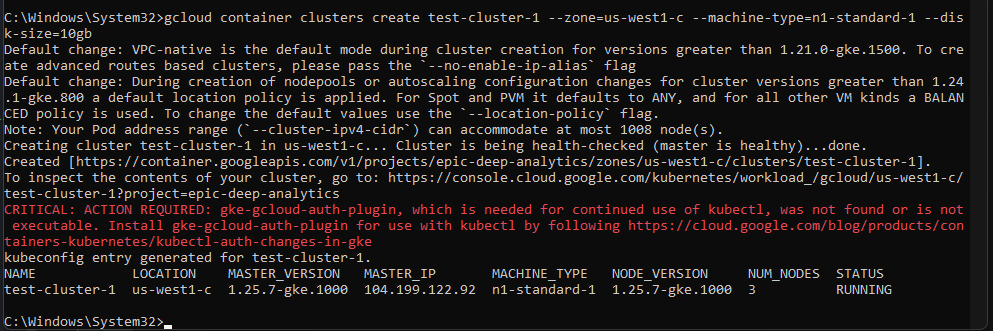 C:\Windows\System32>gcloud container clusters create test-cluster-1 --zone=us-west1-c --machine-type=n1-standard-1 --dis
k-size=10gb
Default change: VPC-native is the default mode during cluster creation for versions greater than 1.21.0-gke.1500. To cre
ate advanced routes based clusters, please pass the `--no-enable-ip-alias` flag
Default change: During creation of nodepools or autoscaling configuration changes for cluster versions greater than 1.24
.1-gke.800 a default location policy is applied. For Spot and PVM it defaults to ANY, and for all other VM kinds a BALAN
CED policy is used. To change the default values use the `--location-policy` flag.
Note: Your Pod address range (`--cluster-ipv4-cidr`) can accommodate at most 1008 node(s).
Creating cluster test-cluster-1 in us-west1-c... Cluster is being health-checked (master is healthy)...done.
Created [https://container.googleapis.com/v1/projects/epic-deep-analytics/zones/us-west1-c/clusters/test-cluster-1].
To inspect the contents of your cluster, go to: https://console.cloud.google.com/kubernetes/workload_/gcloud/us-west1-c/
test-cluster-1?project=epic-deep-analytics
CRITICAL: ACTION REQUIRED: gke-gcloud-auth-plugin, which is needed for continued use of kubectl, was not found or is not
 executable. Install gke-gcloud-auth-plugin for use with kubectl by following https://cloud.google.com/blog/products/con
tainers-kubernetes/kubectl-auth-changes-in-gke
kubeconfig entry generated for test-cluster-1.
NAME            LOCATION    MASTER_VERSION   MASTER_IP       MACHINE_TYPE   NODE_VERSION     NUM_NODES  STATUS
test-cluster-1  us-west1-c  1.25.7-gke.1000  104.199.122.92  n1-standard-1  1.25.7-gke.1000  3          RUNNING
C:\Windows\System32>